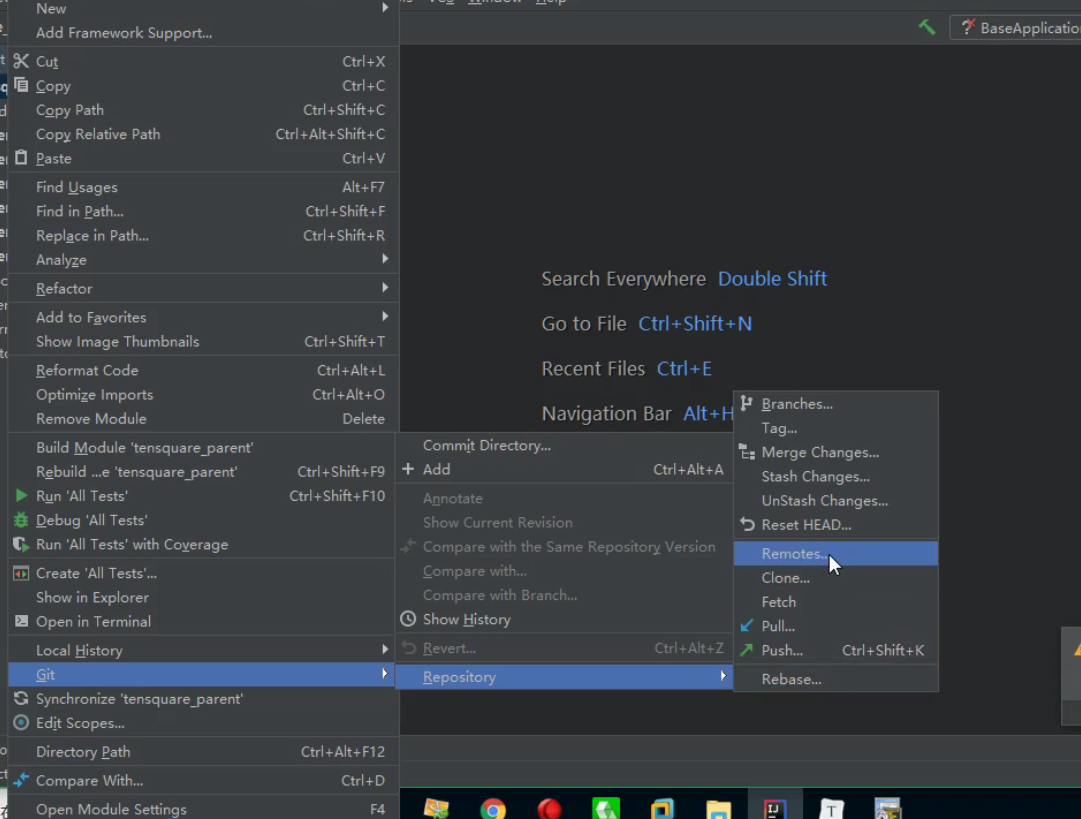 New
Add Framework Support...
Cut Ctrl+X
Copy Ctrl+C
Copy Path Ctrl+Shift+C
Copy Relative Path Ctrl+Alt+Shift+C
Paste Ctrl+V
Find Usages Alt+F7
Find in Path... Ctrl+Shift+F
Replace in Path... Ctrl+Shift+R
Analyze
Refactor
Add to Favorites
Show Image Thumbnails Ctrl+Shift+T
Reformat Code Ctrl+Alt+L
Optimize Imports Ctrl+Alt+O
Remove Module Delete
Build Module 'tensquare_parent'
Rebuild ...e 'tensquare_parent' Ctrl+Shift+F9
Run 'All Tests' Ctrl+Shift+F10
Debug 'All Tests'
Run 'All Tests' with Coverage
Create 'All Tests'...
Show in Explorer
Open in Terminal
Local History
Git
Synchronize 'tensquare_parent'
Edit Scopes...
Directory Path Ctrl+Alt+F12
Compare With... Ctrl+D
Open Module Settings F4
Window Help
BaseApplicatio
Search Everywhere Double Shift
Go to File Ctrl+Shift+N
Recent Files Ctrl+E
Navigation Bar Alt+H
Commit Directory...
Add Ctrl+Alt+A
Annotate
Show Current Revision
Compare with the Same Repository Version
Compare with...
Compare with Branch...
Show History
Revert... Ctrl+Alt+Z
Repository
Branches...
Tag...
Merge Changes...
Stash Changes...
UnStash Changes...
Reset HEAD...
Remotes...
Clone...
Fetch
Pull...
Push... Ctrl+Shift+K
Rebase...